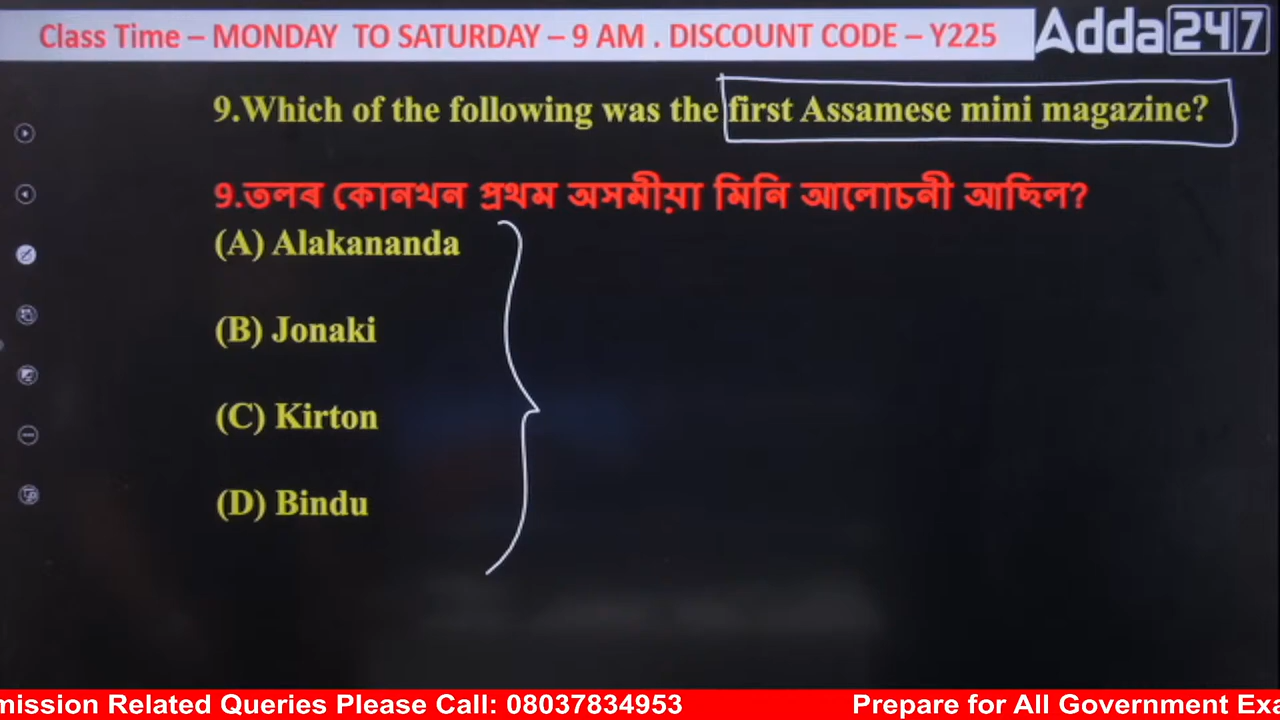 Class Time – MONDAY TO SATURDAY – 9 AM . DISCOUNT CODE – Y225
Adda247
9.Which of the following was the first Assamese mini magazine?
9.তলৰ কোনখন প্ৰথম অসমীয়া মিনি আলোচনী আছিল?
(A) Alakananda
(B) Jonaki
(C) Kirton
(D) Bindu
mission Related Queries Please Call: 08037834953 Prepare for All Government Exa